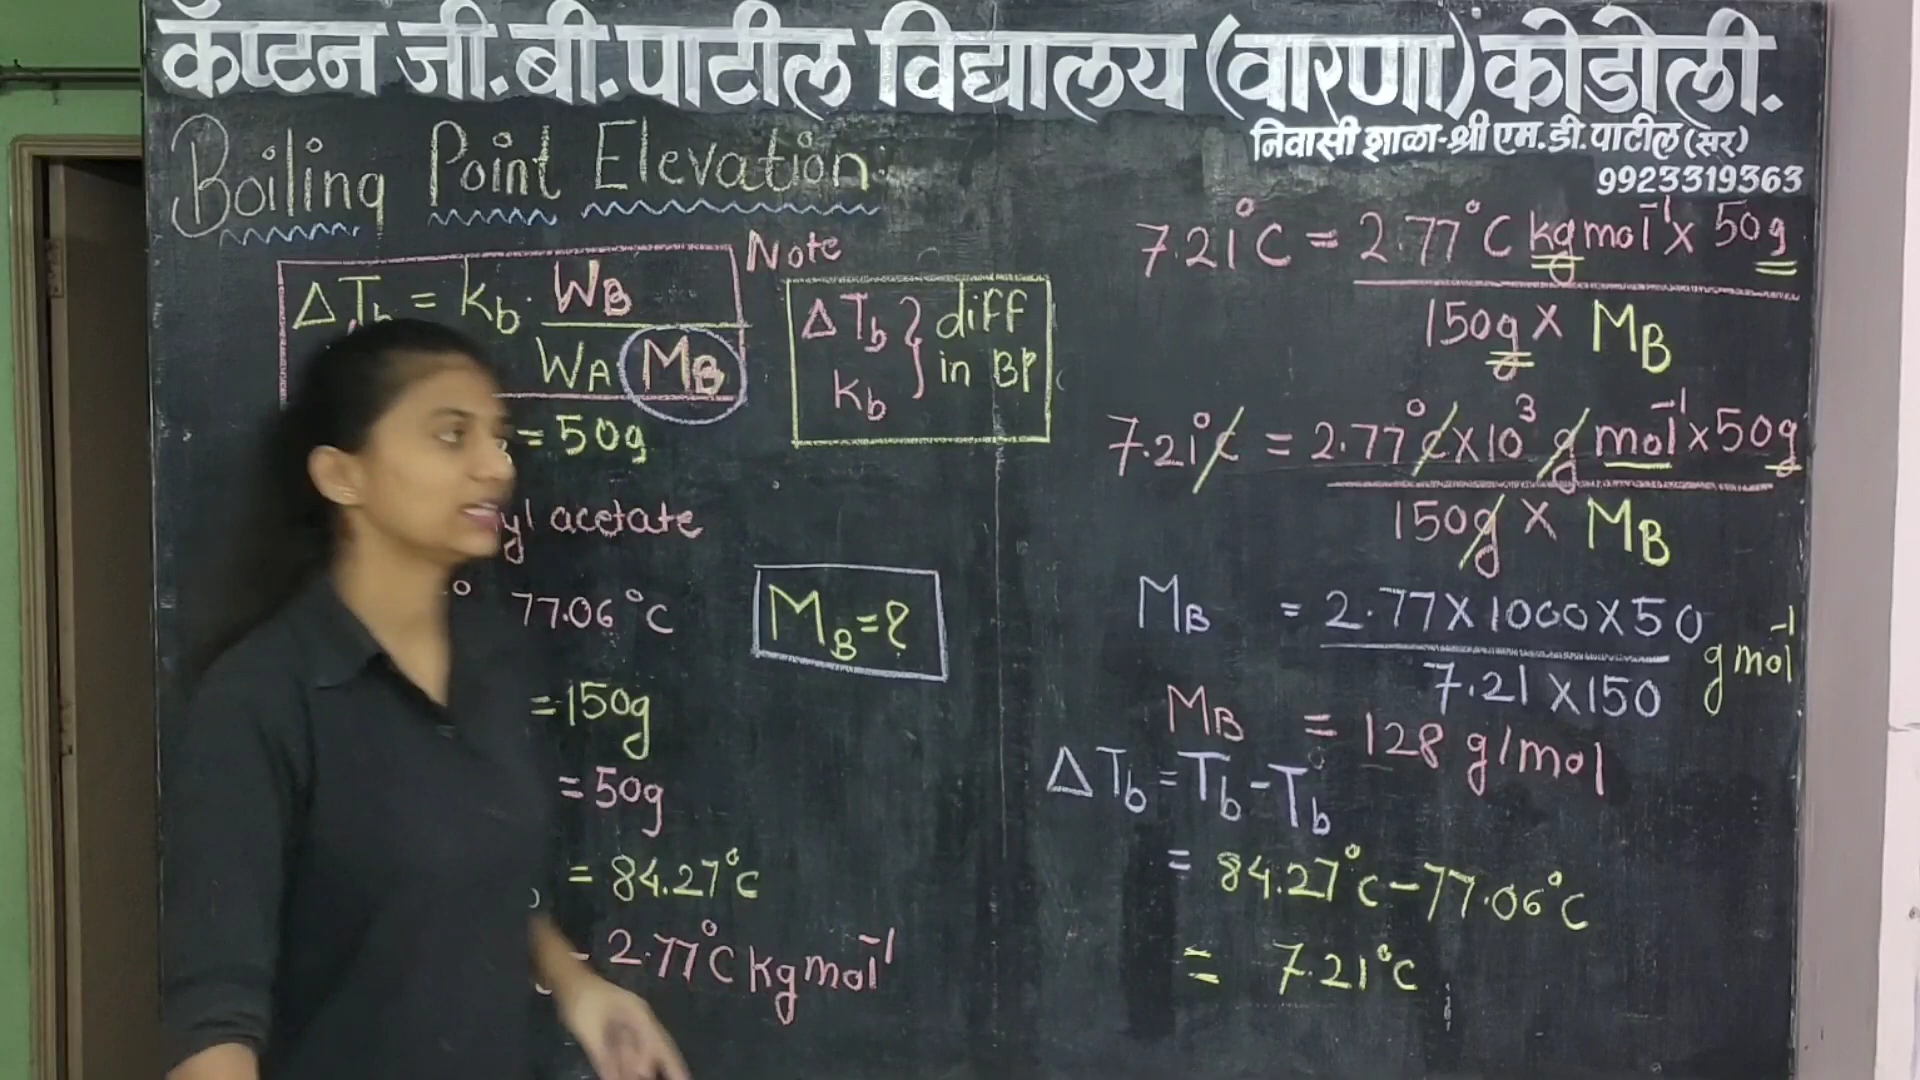 कॅप्टन जी.बी.पाटील विद्यालय (वारणा) कोडोली.
निवासी शाळा-श्री एम.डी.पाटील (सर)
9923319363
Boiling Point Elevation
ΔTb = Kb. WB
WA MB
= 50g
yl acetate
° 77.06°C
= 150g
= 50g
= 84.27°C
2.77°C kg mol⁻¹
Note
ΔTb } diff
Kb in BP
MB = ?
7.21°C = 2.77°C kg mol⁻¹ x 50g
150g x MB
7.21°C = 2.77°C x 10³ g mol⁻¹ x 50g
150g x MB
MB = 2.77 X 1000 X 50
7.21 X 150
g mol⁻¹
MB = 128 g/mol
ΔTb = Tb - Tb°
= 84.27°C - 77.06°C
= 7.21°C